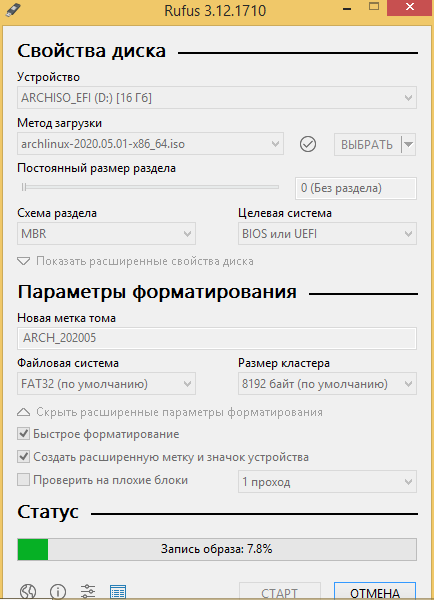 Rufus 3.12.1710
Свойства диска
Устройство
ARCHISO_EFI (D:) [16 Гб]
Метод загрузки
archlinux-2020.05.01-x86_64.iso ВЫБРАТЬ
Постоянный размер раздела
0 (Без раздела)
Схема раздела Целевая система
MBR BIOS или UEFI
Показать расширенные свойства диска
Параметры форматирования
Новая метка тома
ARCH_202005
Файловая система Размер кластера
FAT32 (по умолчанию) 8192 байт (по умолчанию)
Скрыть расширенные параметры форматирования
Быстрое форматирование
Создать расширенную метку и значок устройства
Проверить на плохие блоки 1 проход
Статус
Запись образа: 7.8%
СТАРТ ОТМЕНА